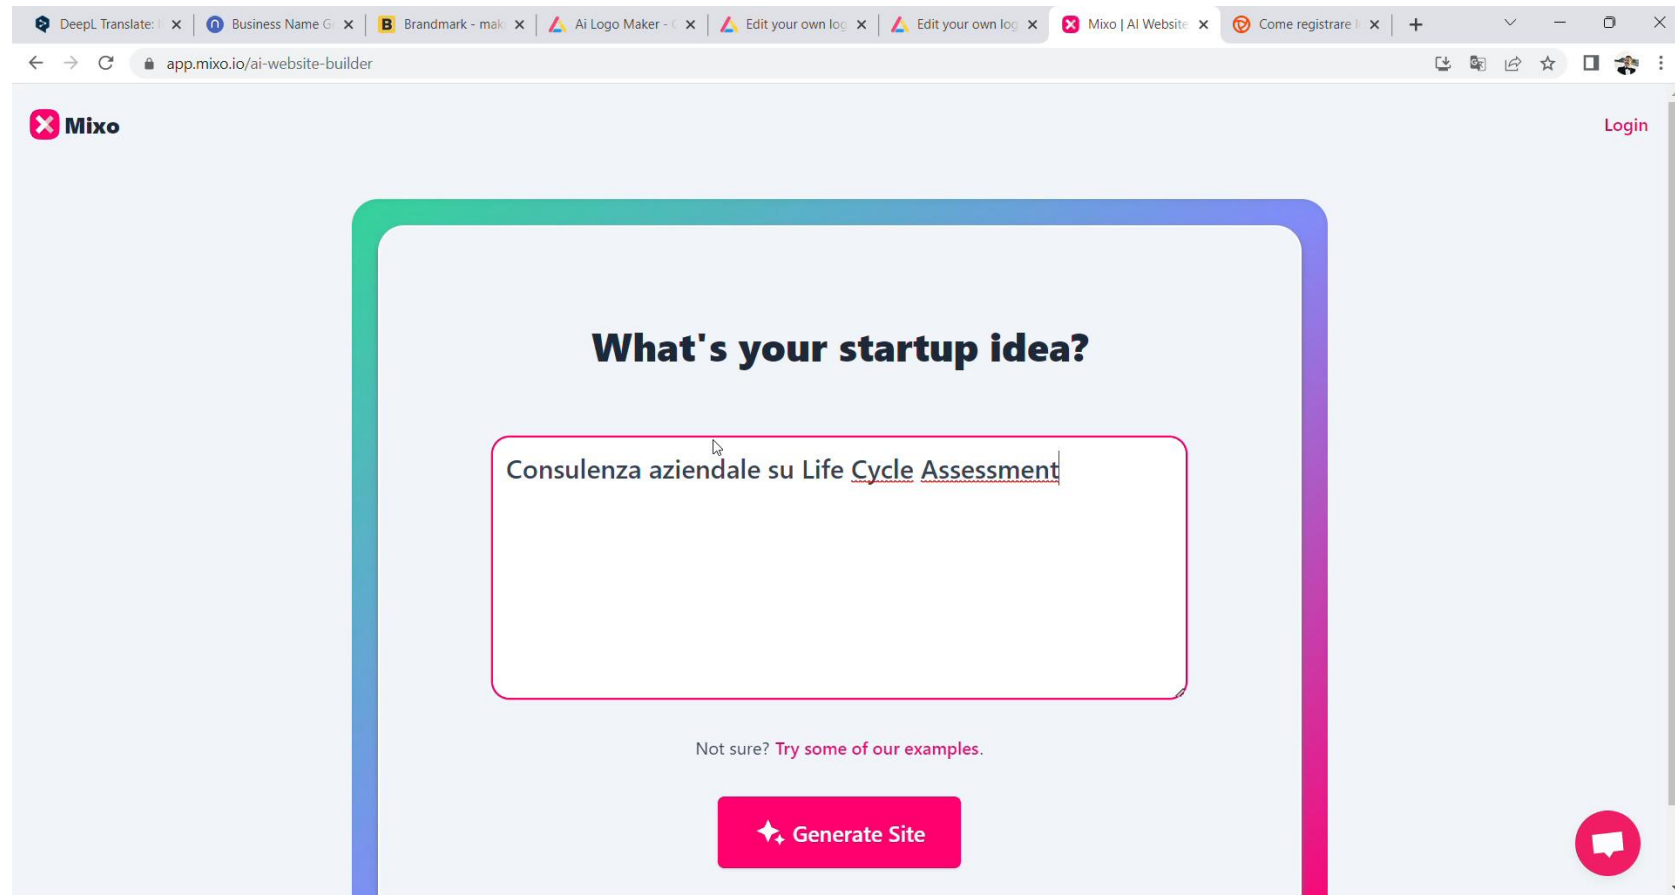 DeepL Translate:
Business Name G
Brandmark - mak
Ai Logo Maker -
Edit your own log
Edit your own log
Mixo | AI Website
Come registrare
app.mixo.io/ai-website-builder
Mixo
Login
What's your startup idea?
Consulenza aziendale su Life Cycle Assessment
Not sure? Try some of our examples.
Generate Site